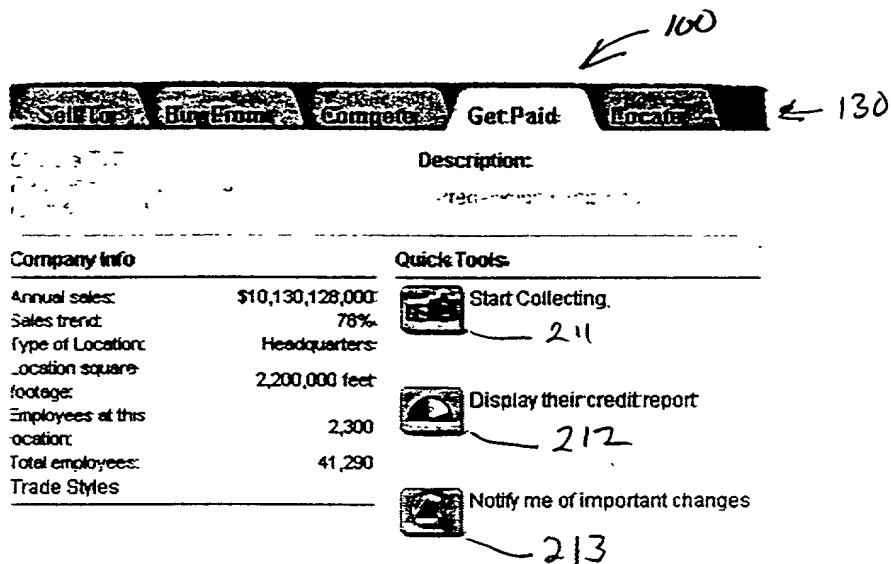 100
Sell To Buy From Compete Get Paid Locate 130
Description:
Company Info
Annual sales: $10,130,128,000
Sales trend: 78%
Type of Location: Headquarters
Location square footage: 2,200,000 feet
Employees at this location: 2,300
Total employees: 41,290
Trade Styles
Quick Tools
Start Collecting
211
Display their credit report
212
Notify me of important changes
213